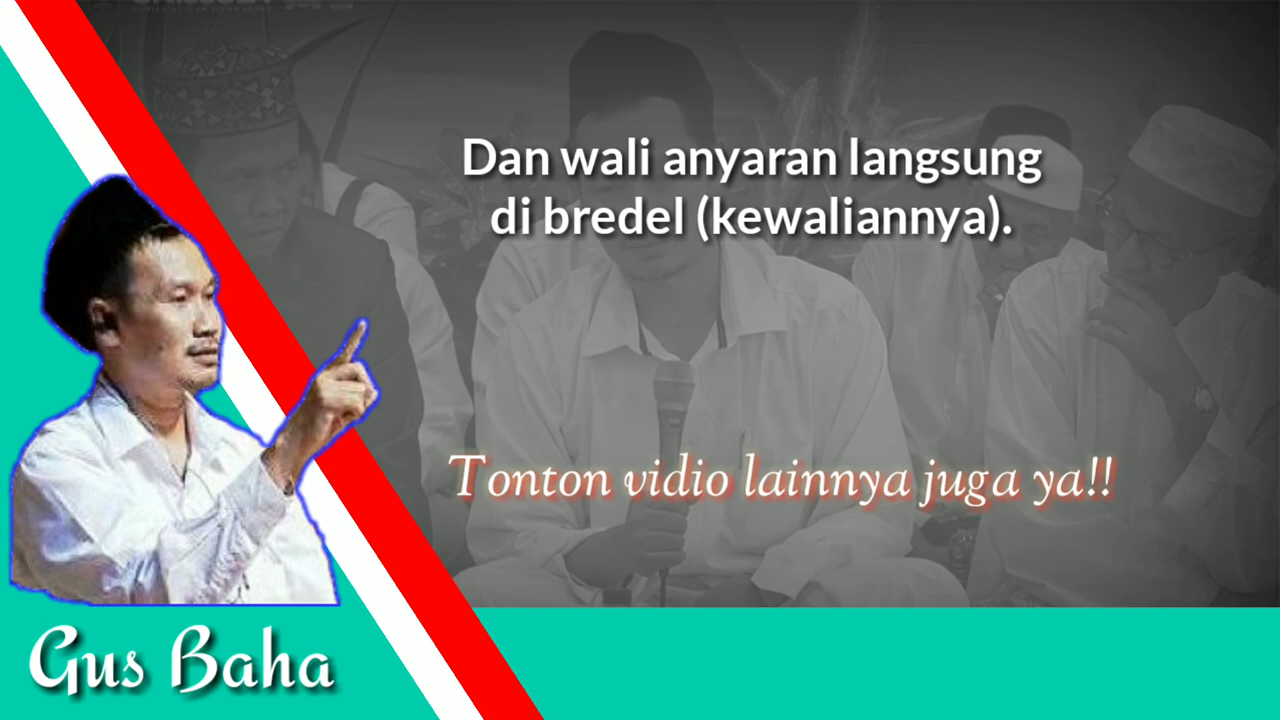 Dan wali anyaran langsung
di bredel (kewaliannya).
Tonton vidio lainnya juga ya!!
Gus Baha